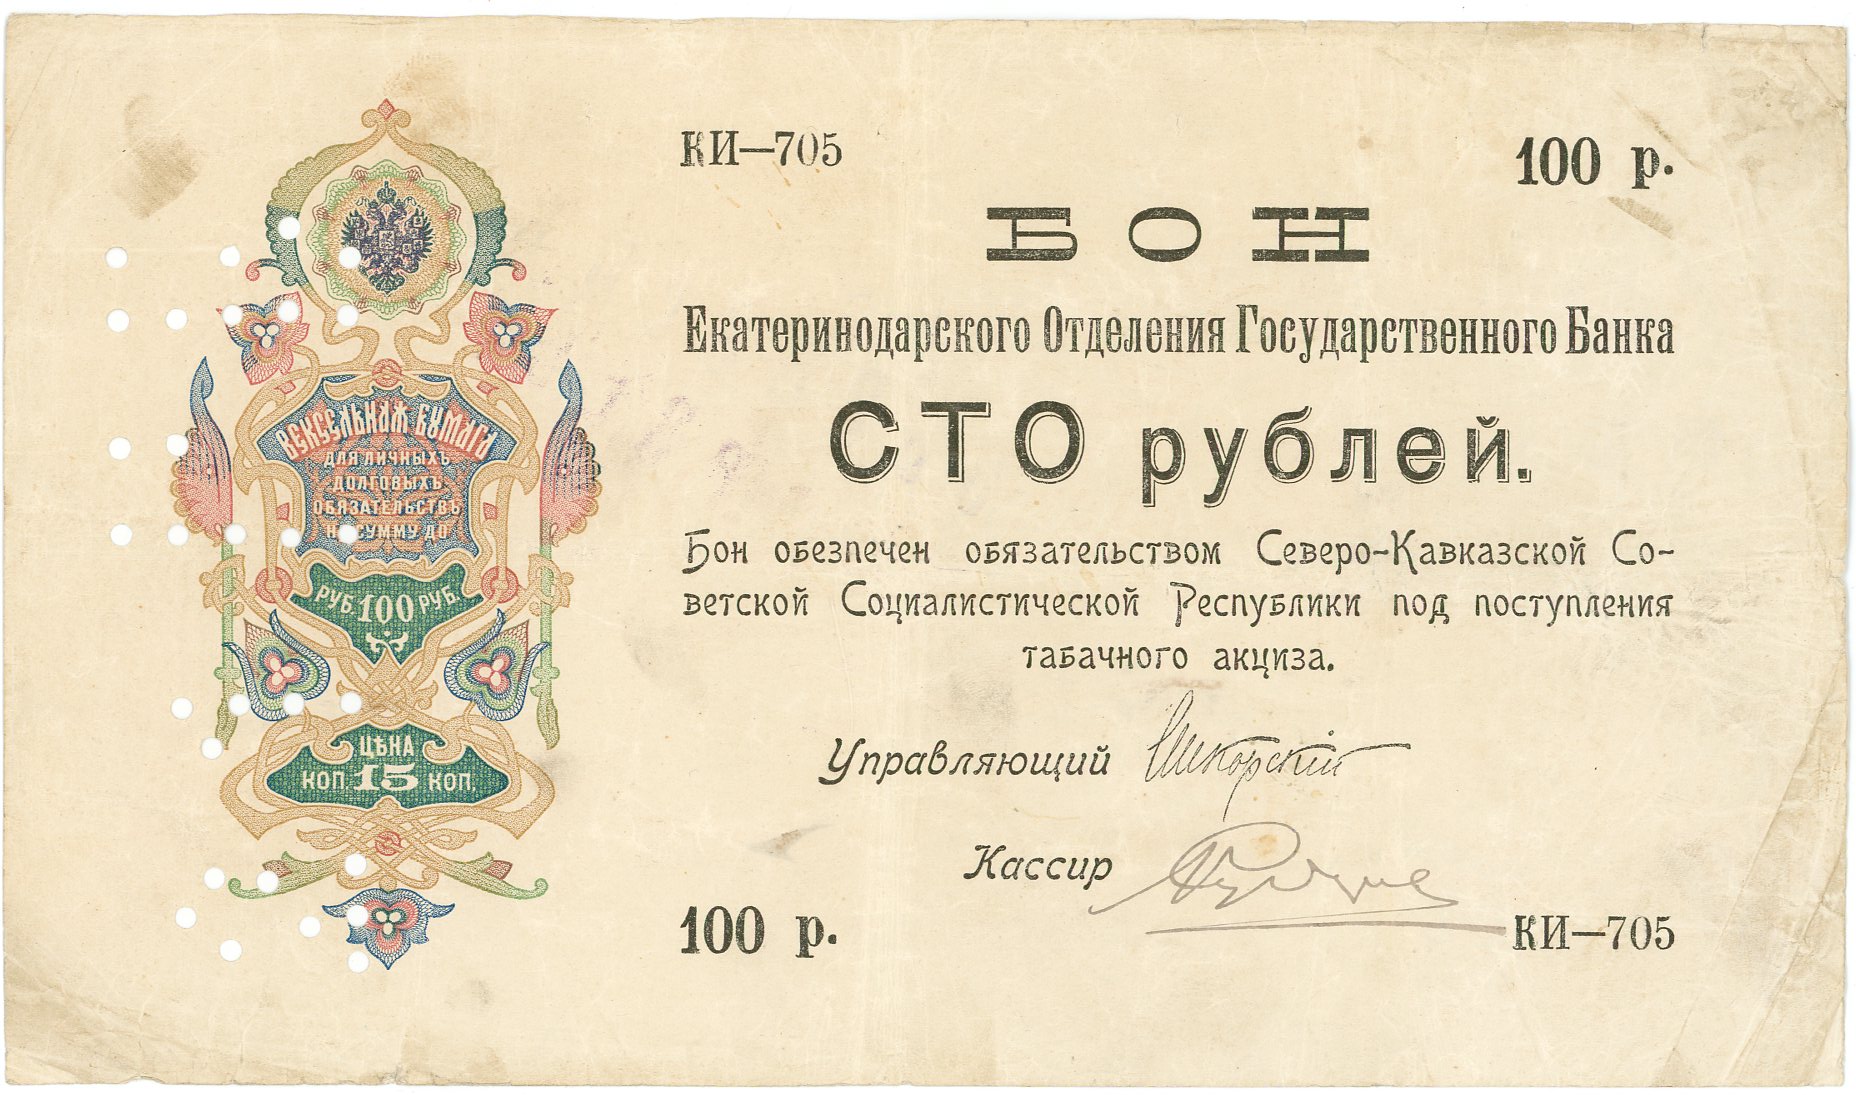 КИ—705
100 р.
БОН
Екатеринодарского Отделения Государственного Банка
СТО рублей.
Бон обезпечен обязательством Северо-Кавказской Со-
ветской Социалистической Республики под поступления
табачного акциза.
Управляющий
Кассир
100 р.
КИ—705
ВЕКСЕЛЬНАЯ БУМАГА
ДЛЯ ЛИЧНЫХЪ
ДОЛГОВЫХЪ
ОБЯЗАТЕЛЬСТВЪ
НА СУММУ ДО
РУБ. 100 РУБ.
ЦѢНА
КОП. 15 КОП.